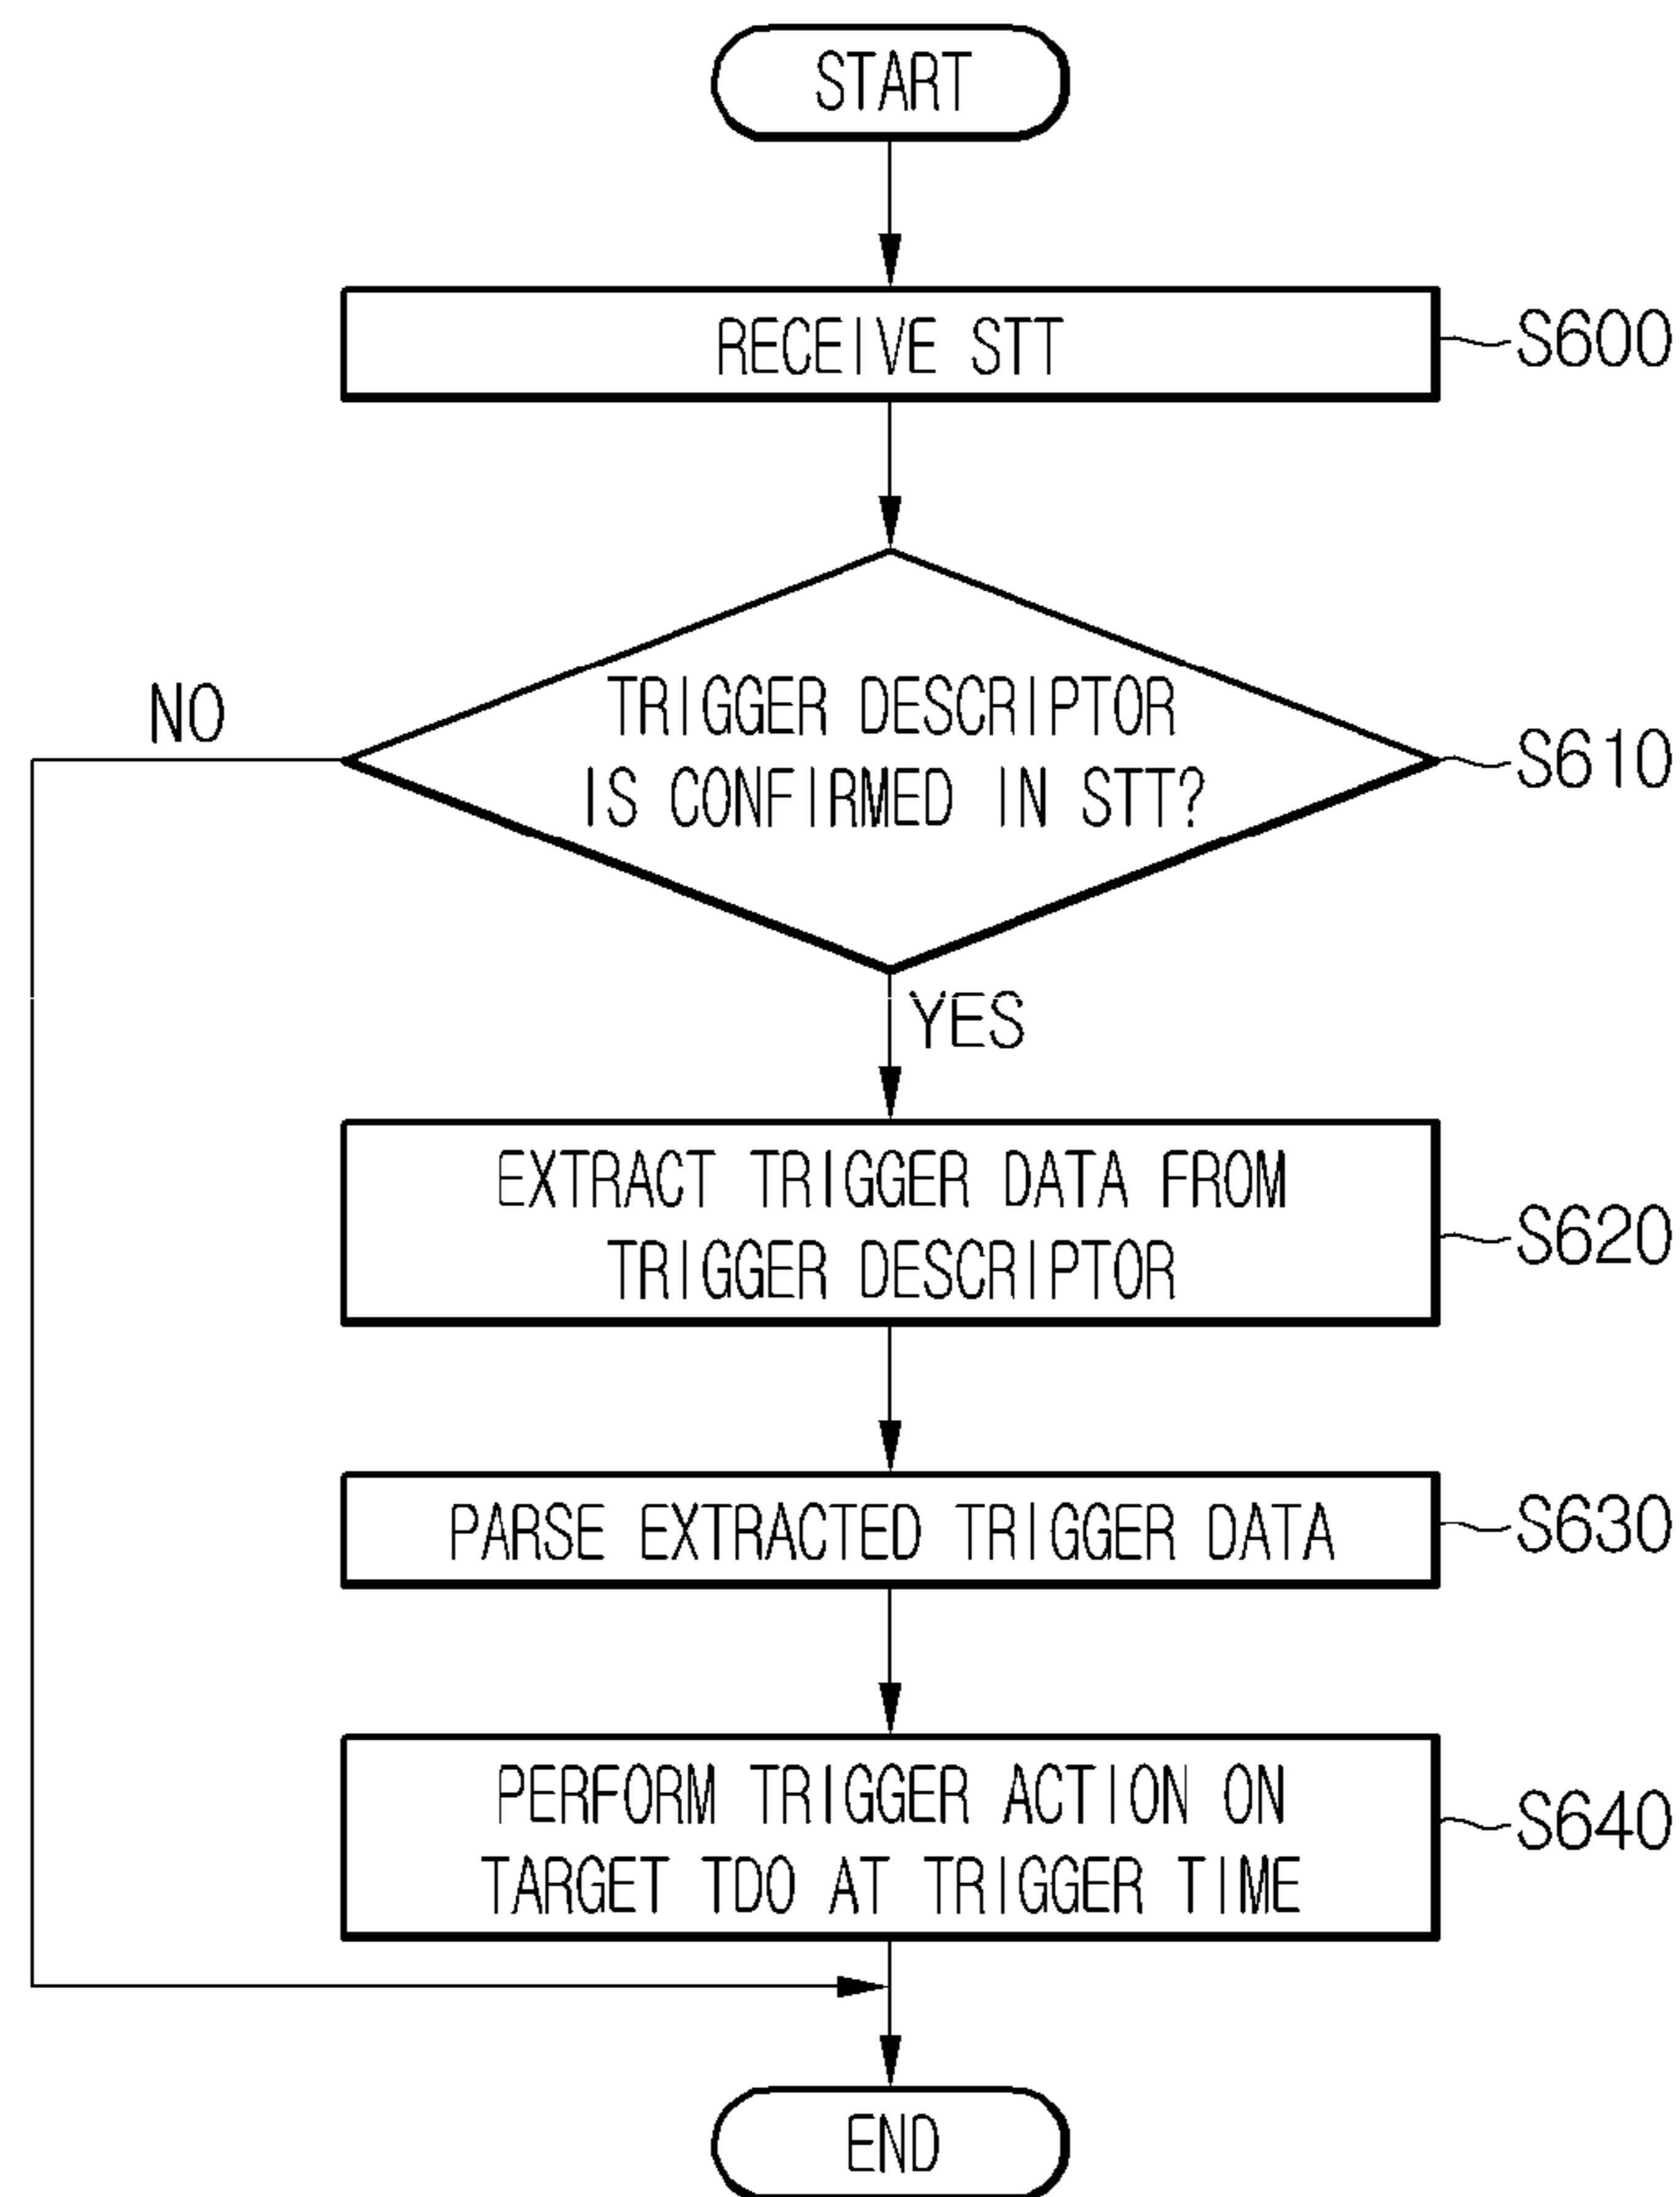 START
RECEIVE STT
S600
NO
TRIGGER DESCRIPTOR
IS CONFIRMED IN STT?
S610
YES
EXTRACT TRIGGER DATA FROM
TRIGGER DESCRIPTOR
S620
PARSE EXTRACTED TRIGGER DATA
S630
PERFORM TRIGGER ACTION ON
TARGET TDO AT TRIGGER TIME
S640
END